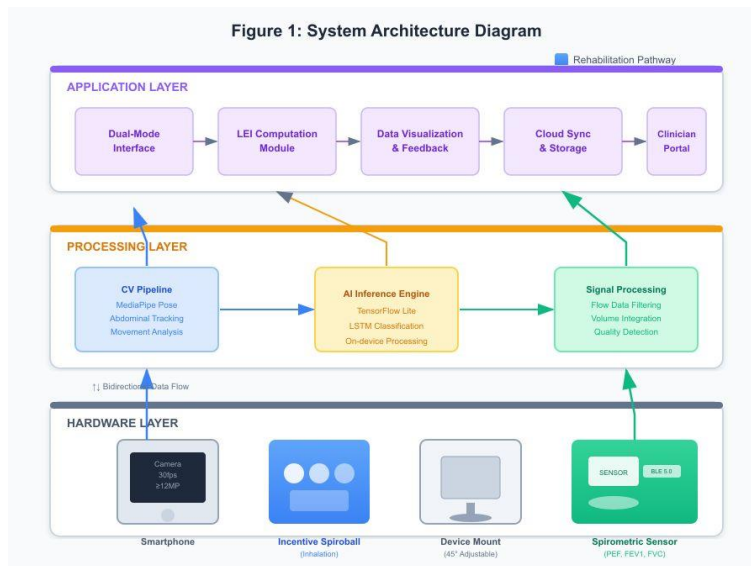 Figure 1: System Architecture Diagram
Rehabilitation Pathway
APPLICATION LAYER
Dual-Mode
Interface
LEI Computation
Module
Data Visualization
& Feedback
Cloud Sync
& Storage
Clinician
Portal
PROCESSING LAYER
CV Pipeline
MediaPipe Pose
Abdominal Tracking
Movement Analysis
AI Inference Engine
TensorFlow Lite
LSTM Classification
On-device Processing
Signal Processing
Flow Data Filtering
Volume Integration
Quality Detection
↑↓ Bidirectional Data Flow
HARDWARE LAYER
Camera
30fps
≥12MP
SENSOR
BLE 5.0
Smartphone
Incentive Spiroball
(Inhalation)
Device Mount
(45° Adjustable)
Spirometric Sensor
(PEF, FEV1, FVC)